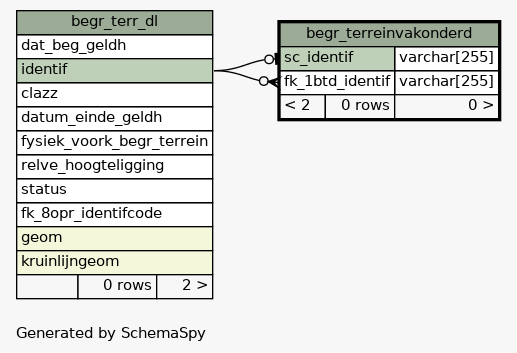 begr_terr_dl
dat_beg_geldh
identif
clazz
datum_einde_geldh
fysiek_voork_begr_terrein
relve_hoogteligging
status
fk_8opr_identifcode
geom
kruinlijngeom
0 rows 2 >
begr_terreinvakonderd
sc_identif varchar[255]
fk_1btd_identif varchar[255]
< 2 0 rows 0 >
Generated by SchemaSpy